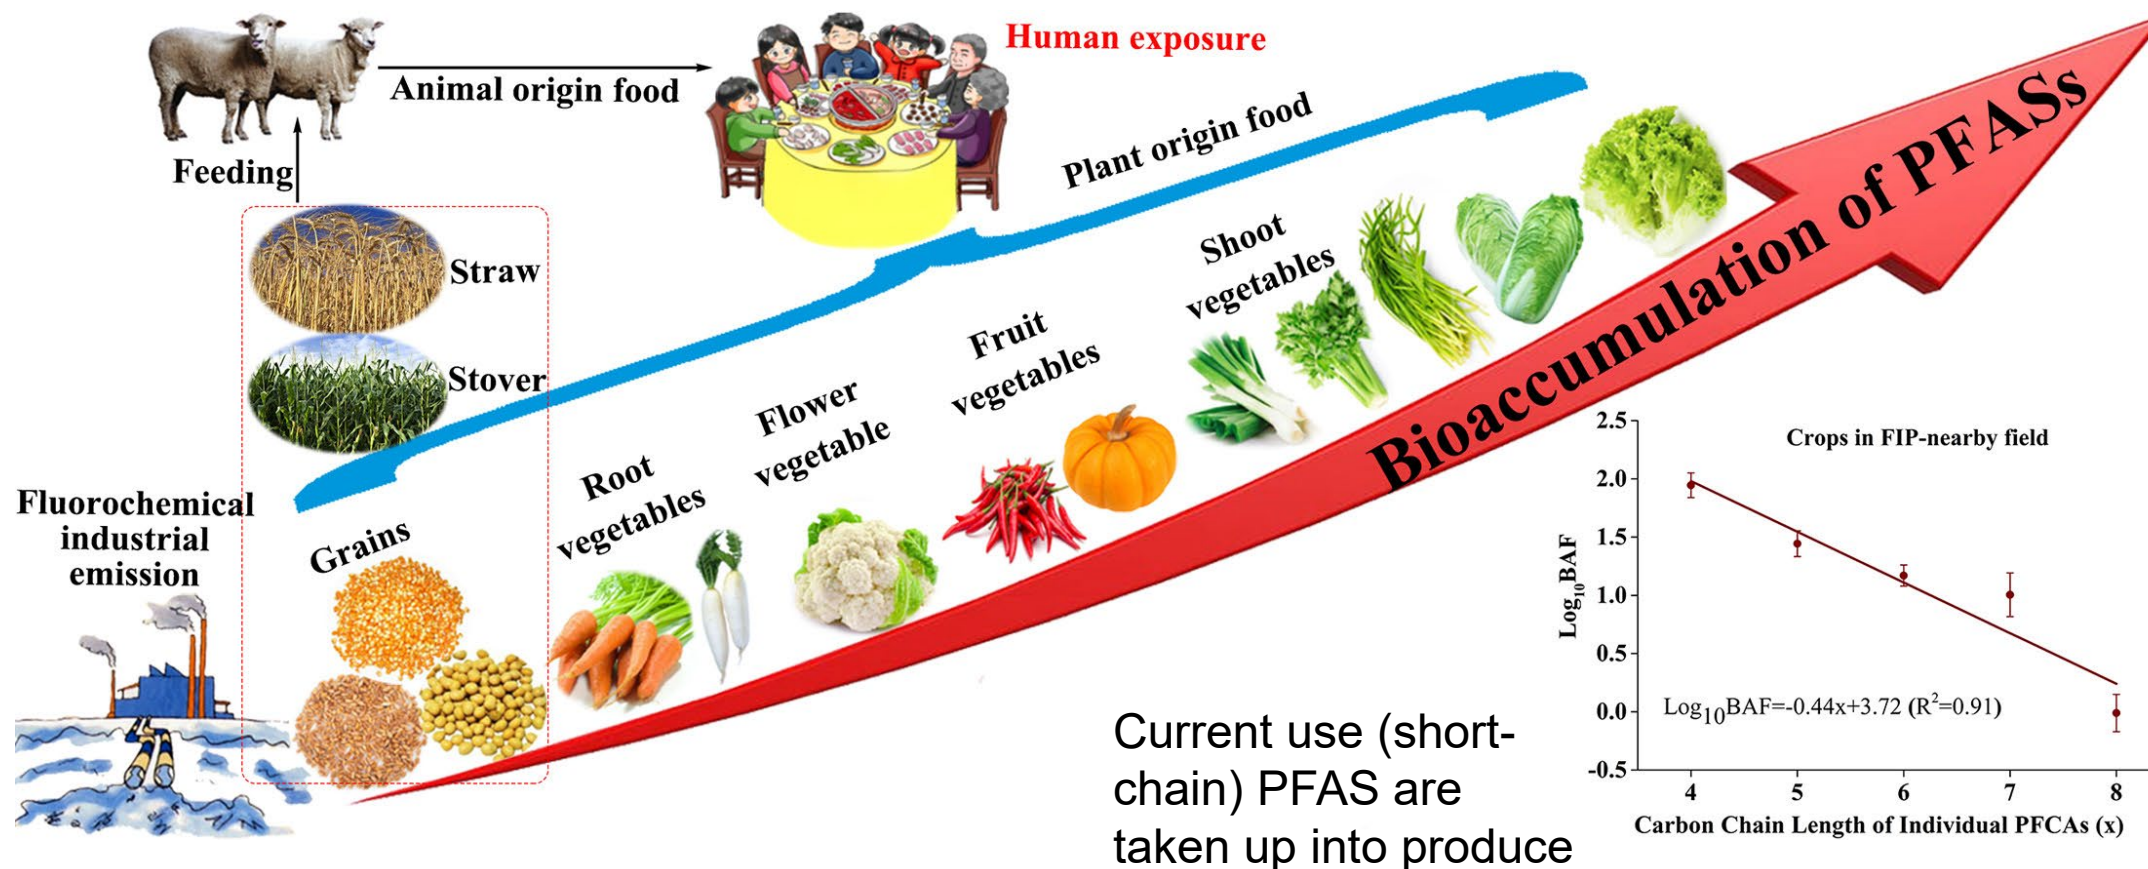 Human exposure
Animal origin food
Feeding
Plant origin food
Straw
Stover
Shoot
vegetables
Fruit
vegetables
Flower
vegetable
Root
vegetables
Grains
Fluorochemical
industrial
emission
Bioaccumulation of PFASs
Crops in FIP-nearby field
2.5
2.0
1.5
1.0
0.5
0.0
-0.5
Log₁₀BAF
Log₁₀BAF=-0.44x+3.72 (R²=0.91)
4 5 6 7 8
Carbon Chain Length of Individual PFCAs (x)
Current use (short-
chain) PFAS are
taken up into produce